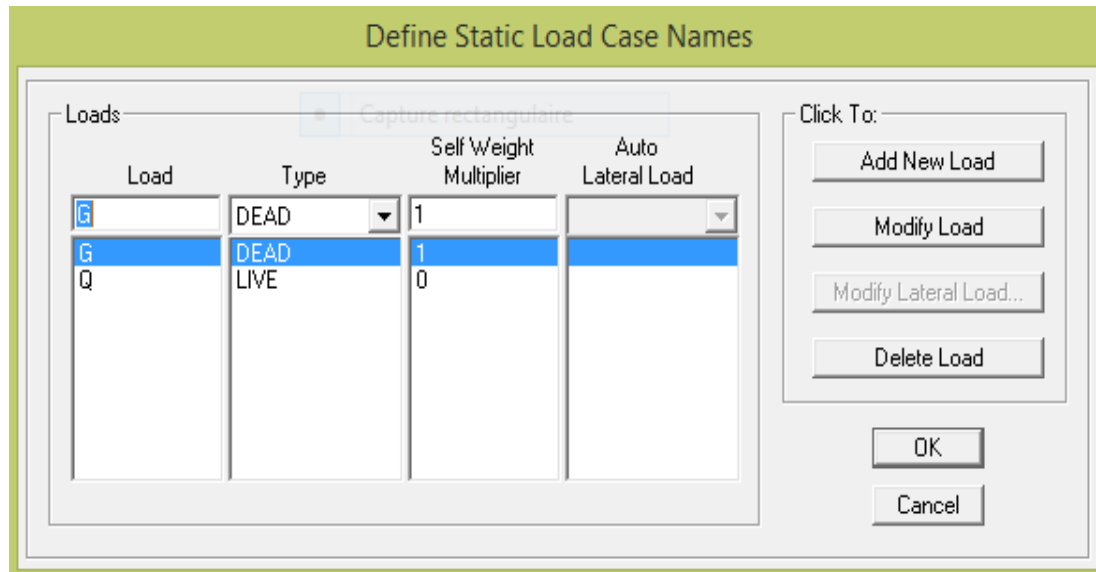 Define Static Load Case Names
Loads
Capture rectangulaire
Click To:
Load Type Self Weight Multiplier Auto Lateral Load
G DEAD 1
G DEAD 1
Q LIVE 0
Add New Load
Modify Load
Modify Lateral Load...
Delete Load
OK
Cancel